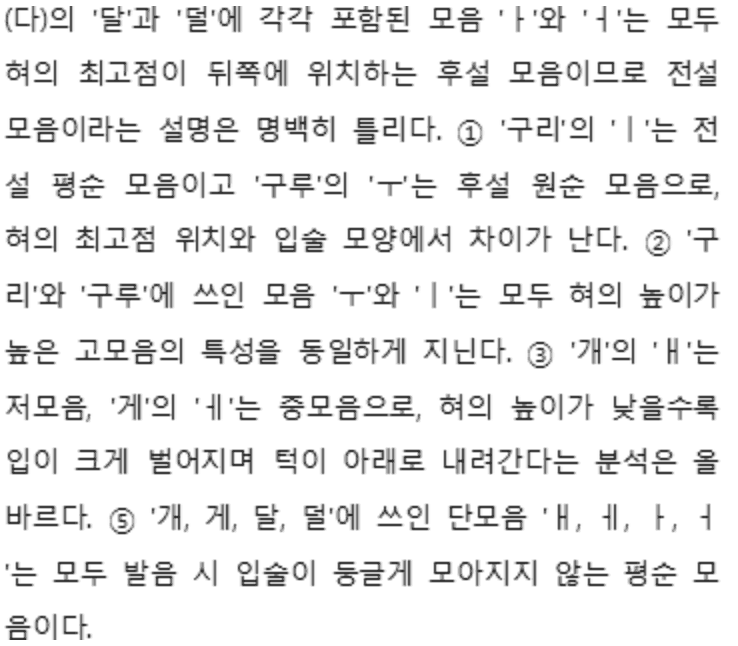 (다)의 '달'과 '덜'에 각각 포함된 모음 'ㅏ'와 'ㅓ'는 모두
혀의 최고점이 뒤쪽에 위치하는 후설 모음이므로 전설
모음이라는 설명은 명백히 틀리다. ① '구리'의 'ㅣ'는 전
설 평순 모음이고 '구루'의 'ㅜ'는 후설 원순 모음으로,
혀의 최고점 위치와 입술 모양에서 차이가 난다. ② '구
리'와 '구루'에 쓰인 모음 'ㅜ'와 'ㅣ'는 모두 혀의 높이가
높은 고모음의 특성을 동일하게 지닌다. ③ '개'의 'ㅐ'는
저모음, '게'의 'ㅔ'는 중모음으로, 혀의 높이가 낮을수록
입이 크게 벌어지며 턱이 아래로 내려간다는 분석은 올
바르다. ⑤ '개, 게, 달, 덜'에 쓰인 단모음 'ㅐ, ㅔ, ㅏ, ㅓ
'는 모두 발음 시 입술이 둥글게 모아지지 않는 평순 모
음이다.